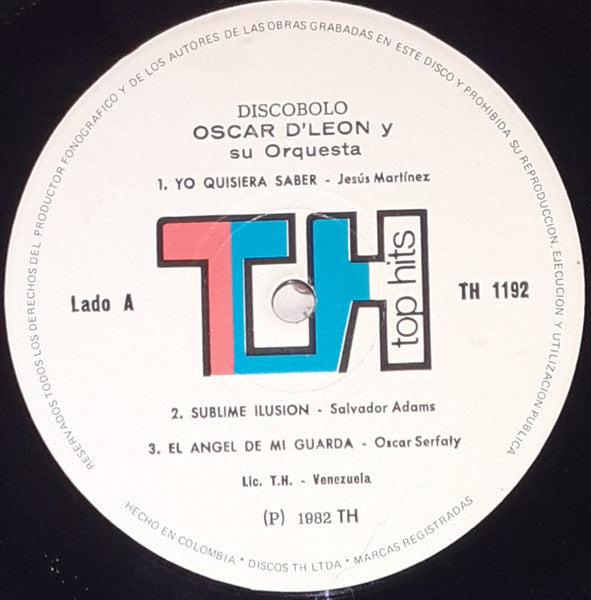 RESERVADOS TODOS LOS DERECHOS DEL PRODUCTOR FONOGRAFICO Y DE LOS AUTORES DE LAS OBRAS GRABADAS EN ESTE DISCO Y PROHIBIDA SU REPRODUCCION, EJECUCION Y UTILIZACION PUBLICA
DISCOBOLO
OSCAR D'LEON y
su Orquesta
1. YO QUISIERA SABER - Jesús Martínez
TH
top hits
Lado A
TH 1192
2. SUBLIME ILUSION - Salvador Adams
3. EL ANGEL DE MI GUARDA - Oscar Serfaty
Lic. T.H. - Venezuela
(P) 1982 TH
HECHO EN COLOMBIA • DISCOS TH LTDA • MARCAS REGISTRADAS